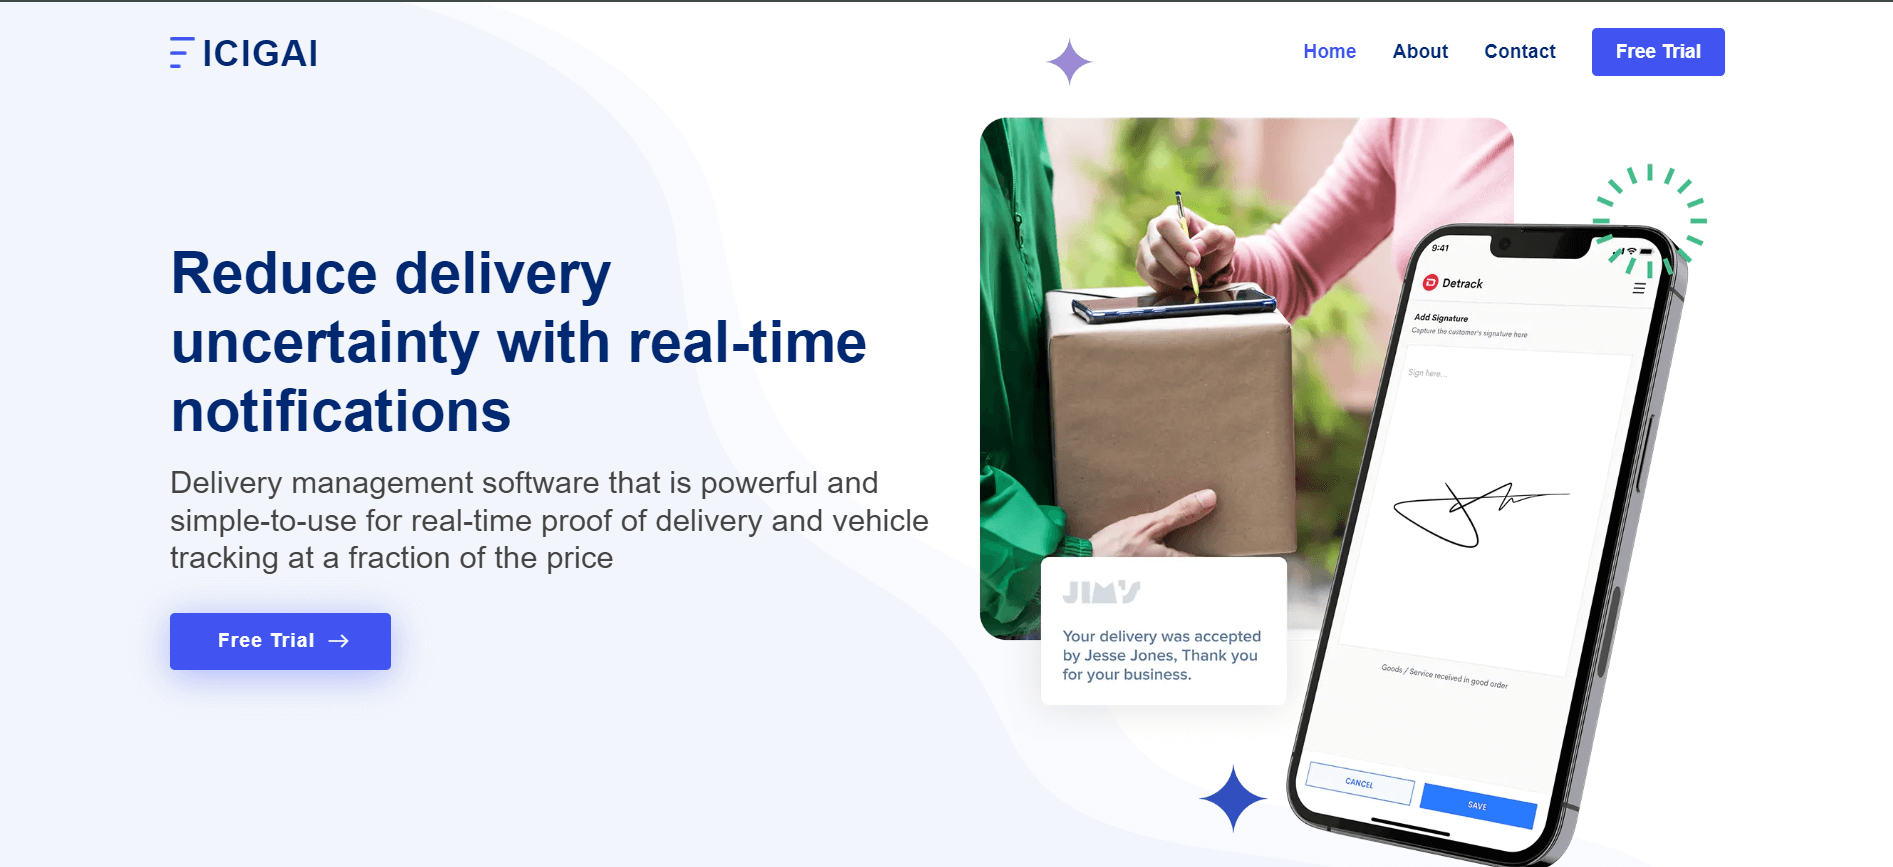 ICIGAI
Home
About
Contact
Free Trial
Reduce delivery
uncertainty with real-time
notifications
Delivery management software that is powerful and
simple-to-use for real-time proof of delivery and vehicle
tracking at a fraction of the price
Free Trial
JIM'S
Your delivery was accepted
by Jesse Jones, Thank you
for your business.
9:41
Detrack
Add Signature
Capture the customer's signature here
Sign here...
Goods / Service received in good order
CANCEL
SAVE